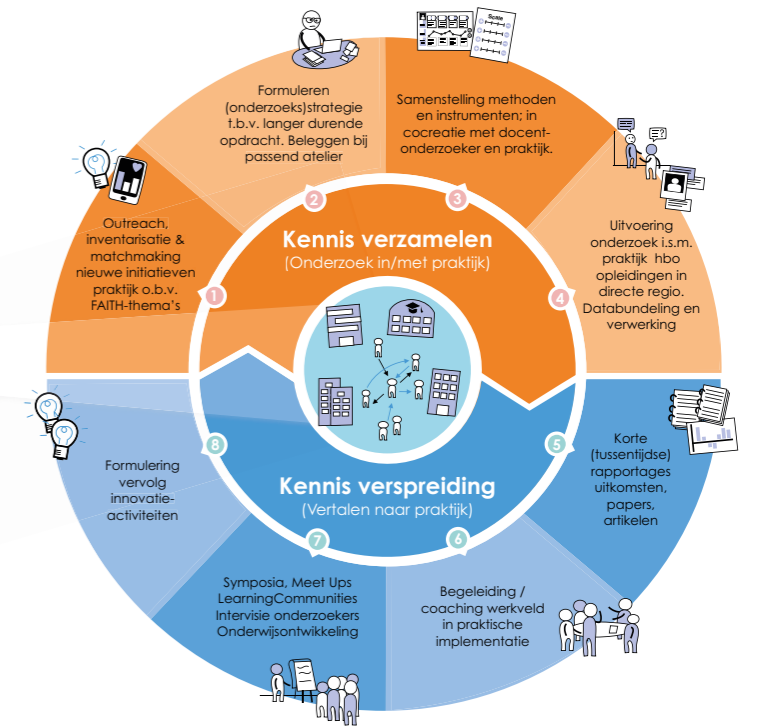 Scale
Formuleren
(onderzoeks)strategie
t.b.v. langer durende
opdracht. Beleggen bij
passend atelier
Samenstelling methoden
en instrumenten; in
cocreatie met docent-
onderzoeker en praktijk.
Outreach,
inventarisatie &
matchmaking
nieuwe initiatieven
praktijk o.b.v.
FAITH-thema's
Uitvoering
onderzoek i.s.m.
praktijk hbo
opleidingen in
directe regio.
Databundeling en
verwerking
2
3
Kennis verzamelen
(Onderzoek in/met praktijk)
1
4
8
5
Kennis verspreiding
(Vertalen naar praktijk)
7
6
Korte
(tussentijdse)
rapportages
uitkomsten,
papers,
artikelen
Formulering
vervolg
innovatie-
activiteiten
Symposia, Meet Ups
LearningCommunities
Intervisie onderzoekers
Onderwijsontwikkeling
Begeleiding /
coaching werkveld
in praktische
implementatie